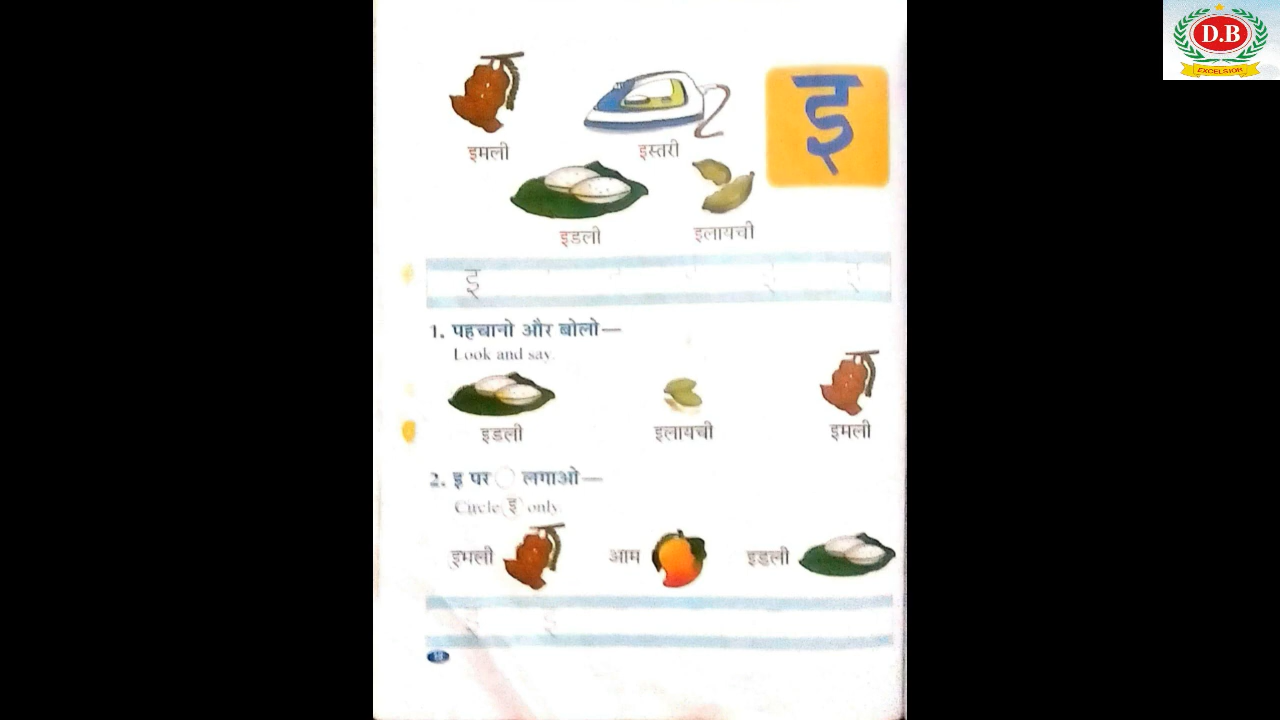 D.B
EXCELSIOR
इ
इमली
इस्तरी
इडली
इलायची
इ
1. पहचानो और बोलो—
Look and say.
इडली
इलायची
इमली
2. इ पर ○ लगाओ—
Circle इ only.
इमली
आम
इडली